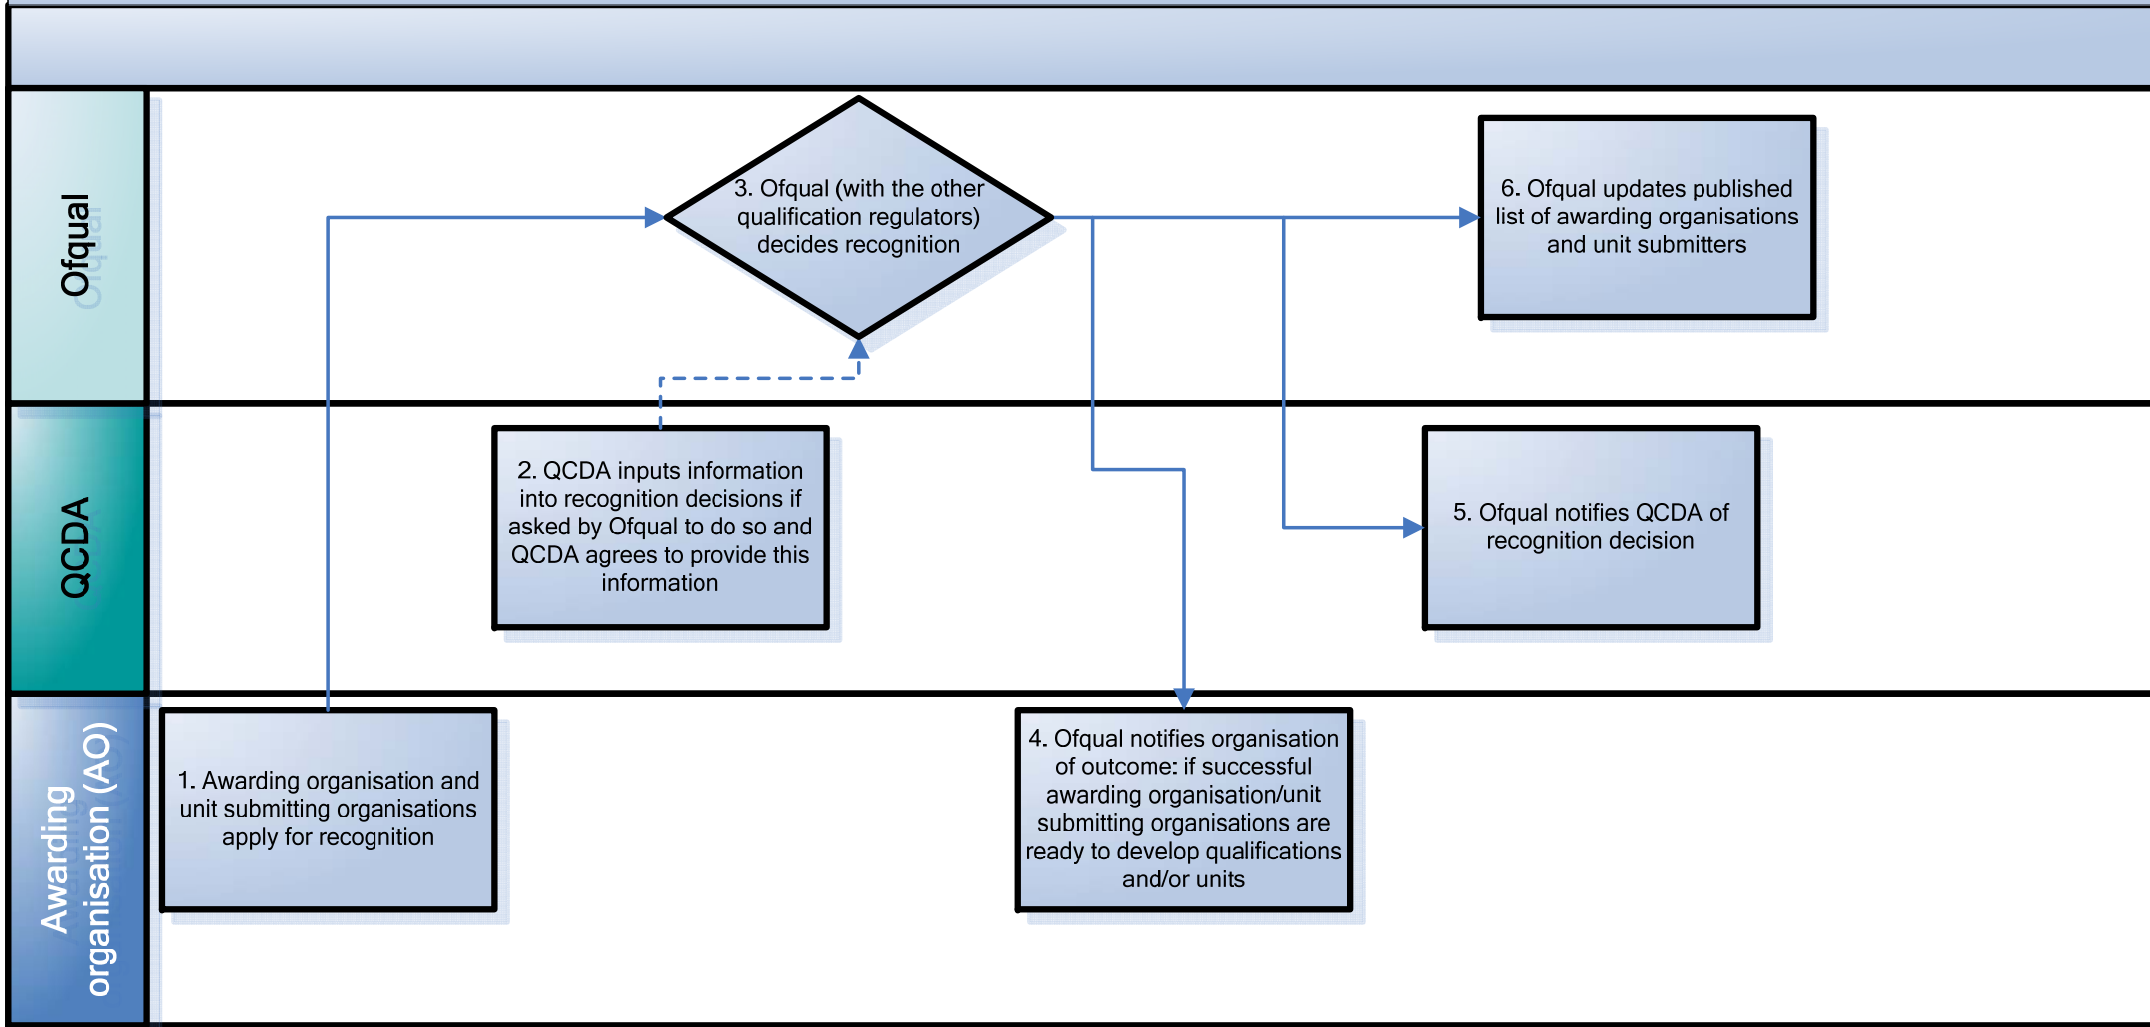 Ofqual
3. Ofqual (with the other
qualification regulators)
decides recognition
6. Ofqual updates published
list of awarding organisations
and unit submitters
QCDA
2. QCDA inputs information
into recognition decisions if
asked by Ofqual to do so and
QCDA agrees to provide this
information
5. Ofqual notifies QCDA of
recognition decision
Awarding
organisation (AO)
1. Awarding organisation and
unit submitting organisations
apply for recognition
4. Ofqual notifies organisation
of outcome: if successful
awarding organisation/unit
submitting organisations are
ready to develop qualifications
and/or units